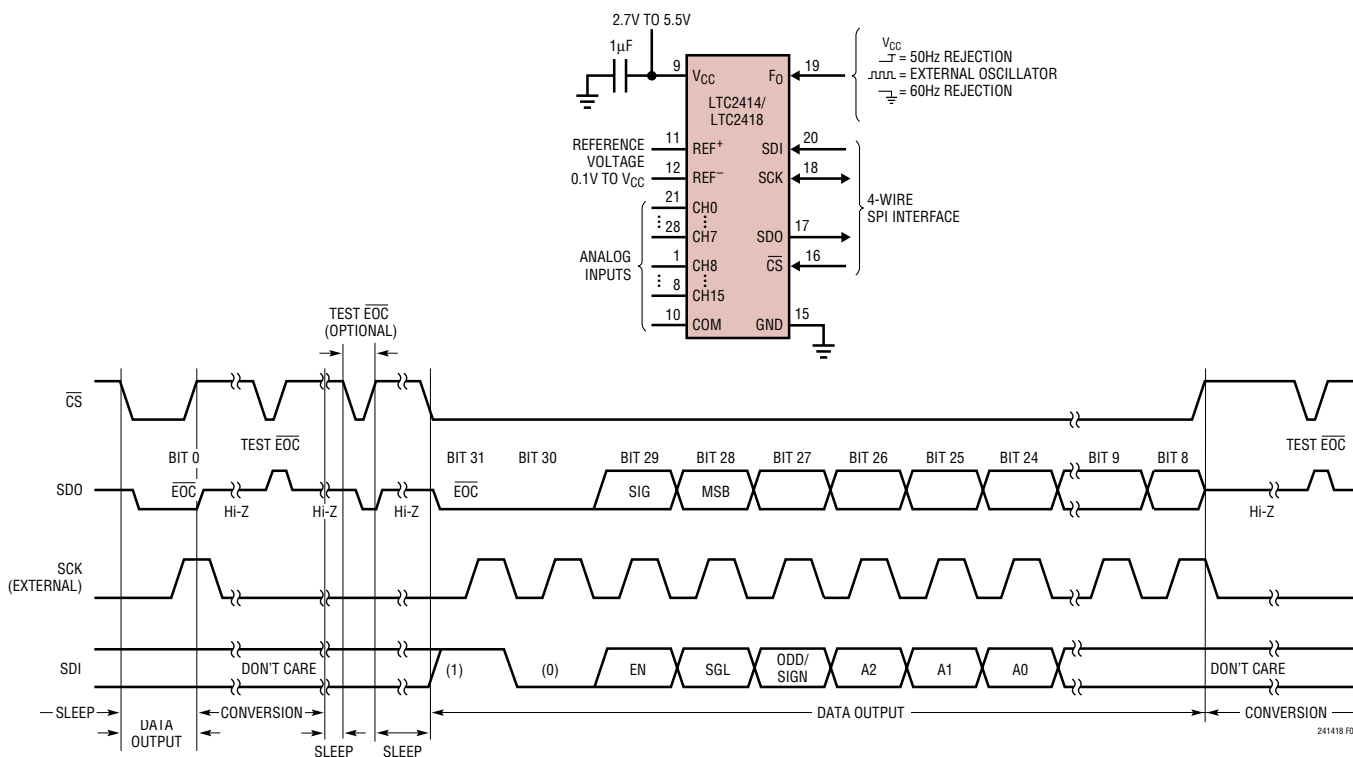 2.7V TO 5.5V
1µF
9
VCC
FO
19
VCC
= 50Hz REJECTION
= EXTERNAL OSCILLATOR
= 60Hz REJECTION
LTC2414/
LTC2418
REFERENCE
VOLTAGE
0.1V TO VCC
11
REF+
12
REF–
SDI
20
SCK
18
4-WIRE
SPI INTERFACE
ANALOG
INPUTS
21
CH0
28
CH7
1
CH8
8
CH15
10
COM
SDO
17
CS
16
GND
15
TEST EOC
(OPTIONAL)
CS
TEST EOC
TEST EOC
BIT 0
BIT 31
BIT 30
BIT 29
BIT 28
BIT 27
BIT 26
BIT 25
BIT 24
BIT 9
BIT 8
SDO
EOC
EOC
SIG
MSB
Hi-Z
Hi-Z
Hi-Z
Hi-Z
SCK
(EXTERNAL)
SDI
DON'T CARE
(1)
(0)
EN
SGL
ODD/
SIGN
A2
A1
A0
DON'T CARE
SLEEP
DATA
OUTPUT
CONVERSION
SLEEP
SLEEP
DATA OUTPUT
CONVERSION
241418 F0